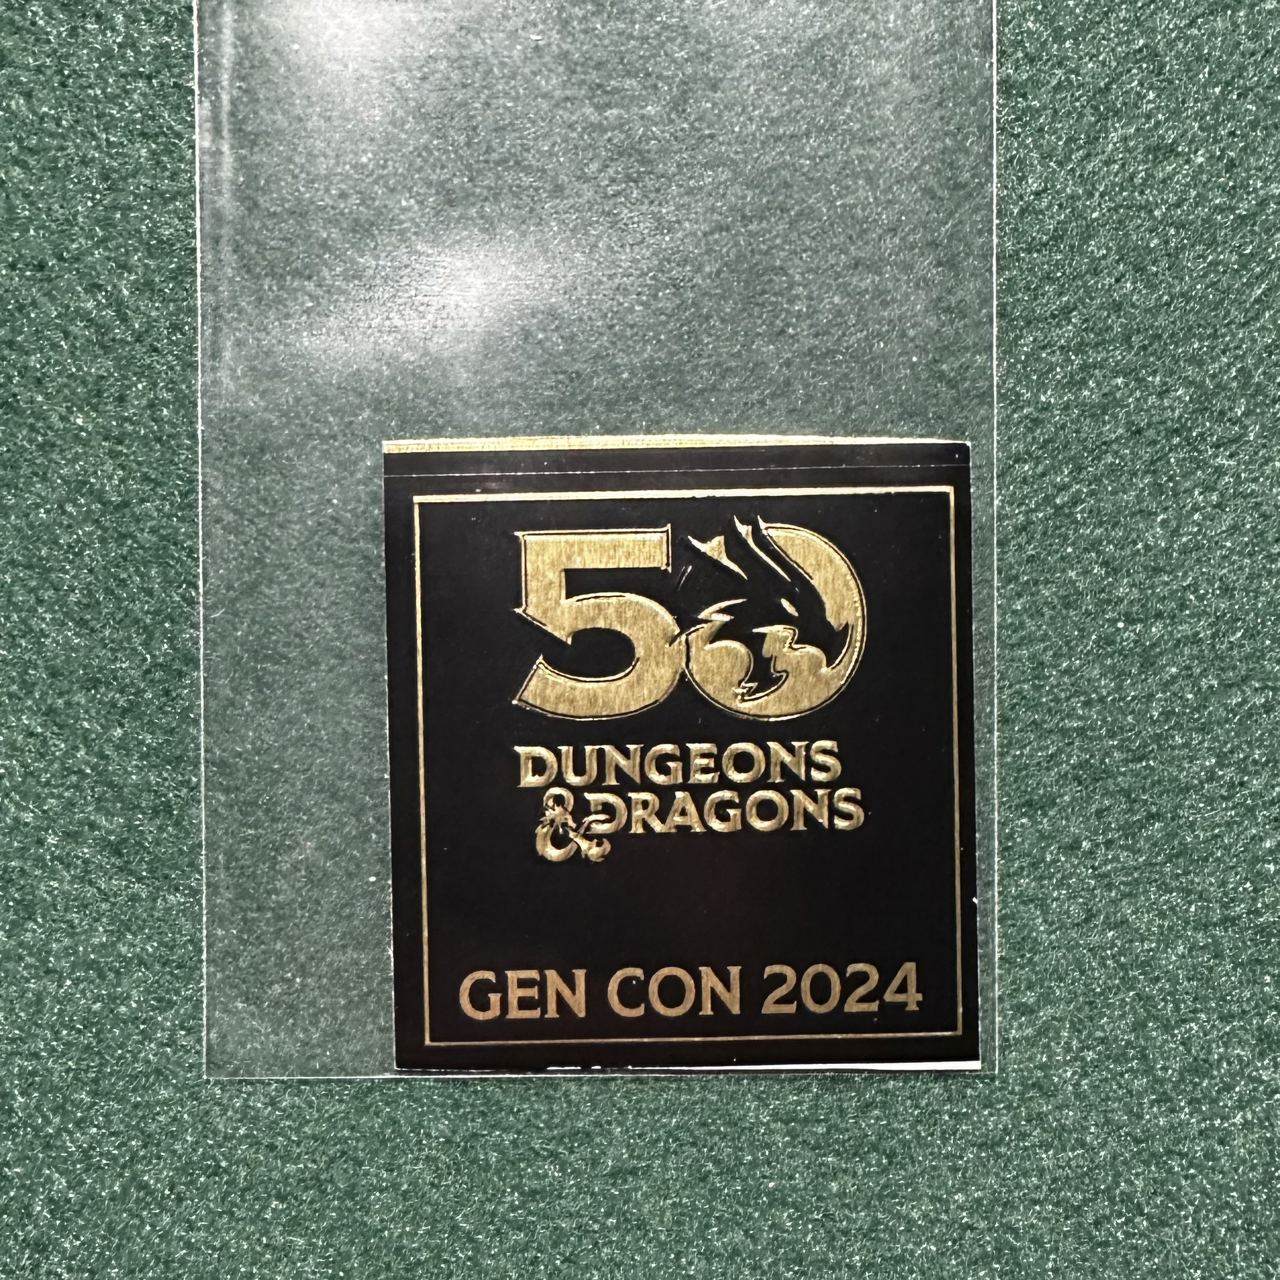 50
DUNGEONS
& DRAGONS
GEN CON 2024